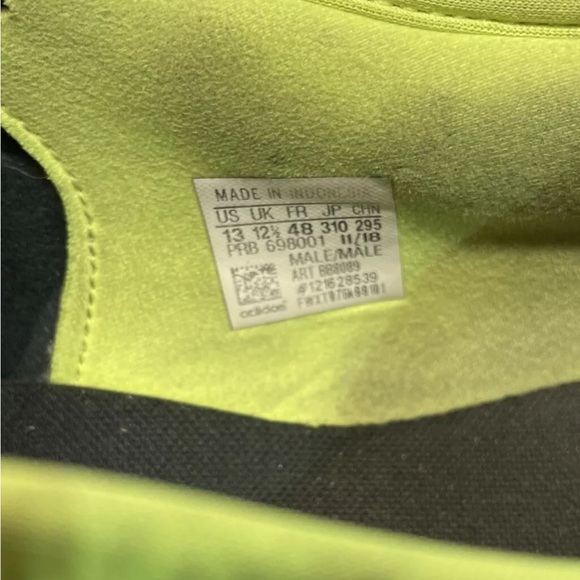 MADE IN INDONESIA
US UK FR JP CHN
13 12½ 48 310 295
PRB 698001 11/18
MALE/MALE
ART BB8089
#121628539
adidas